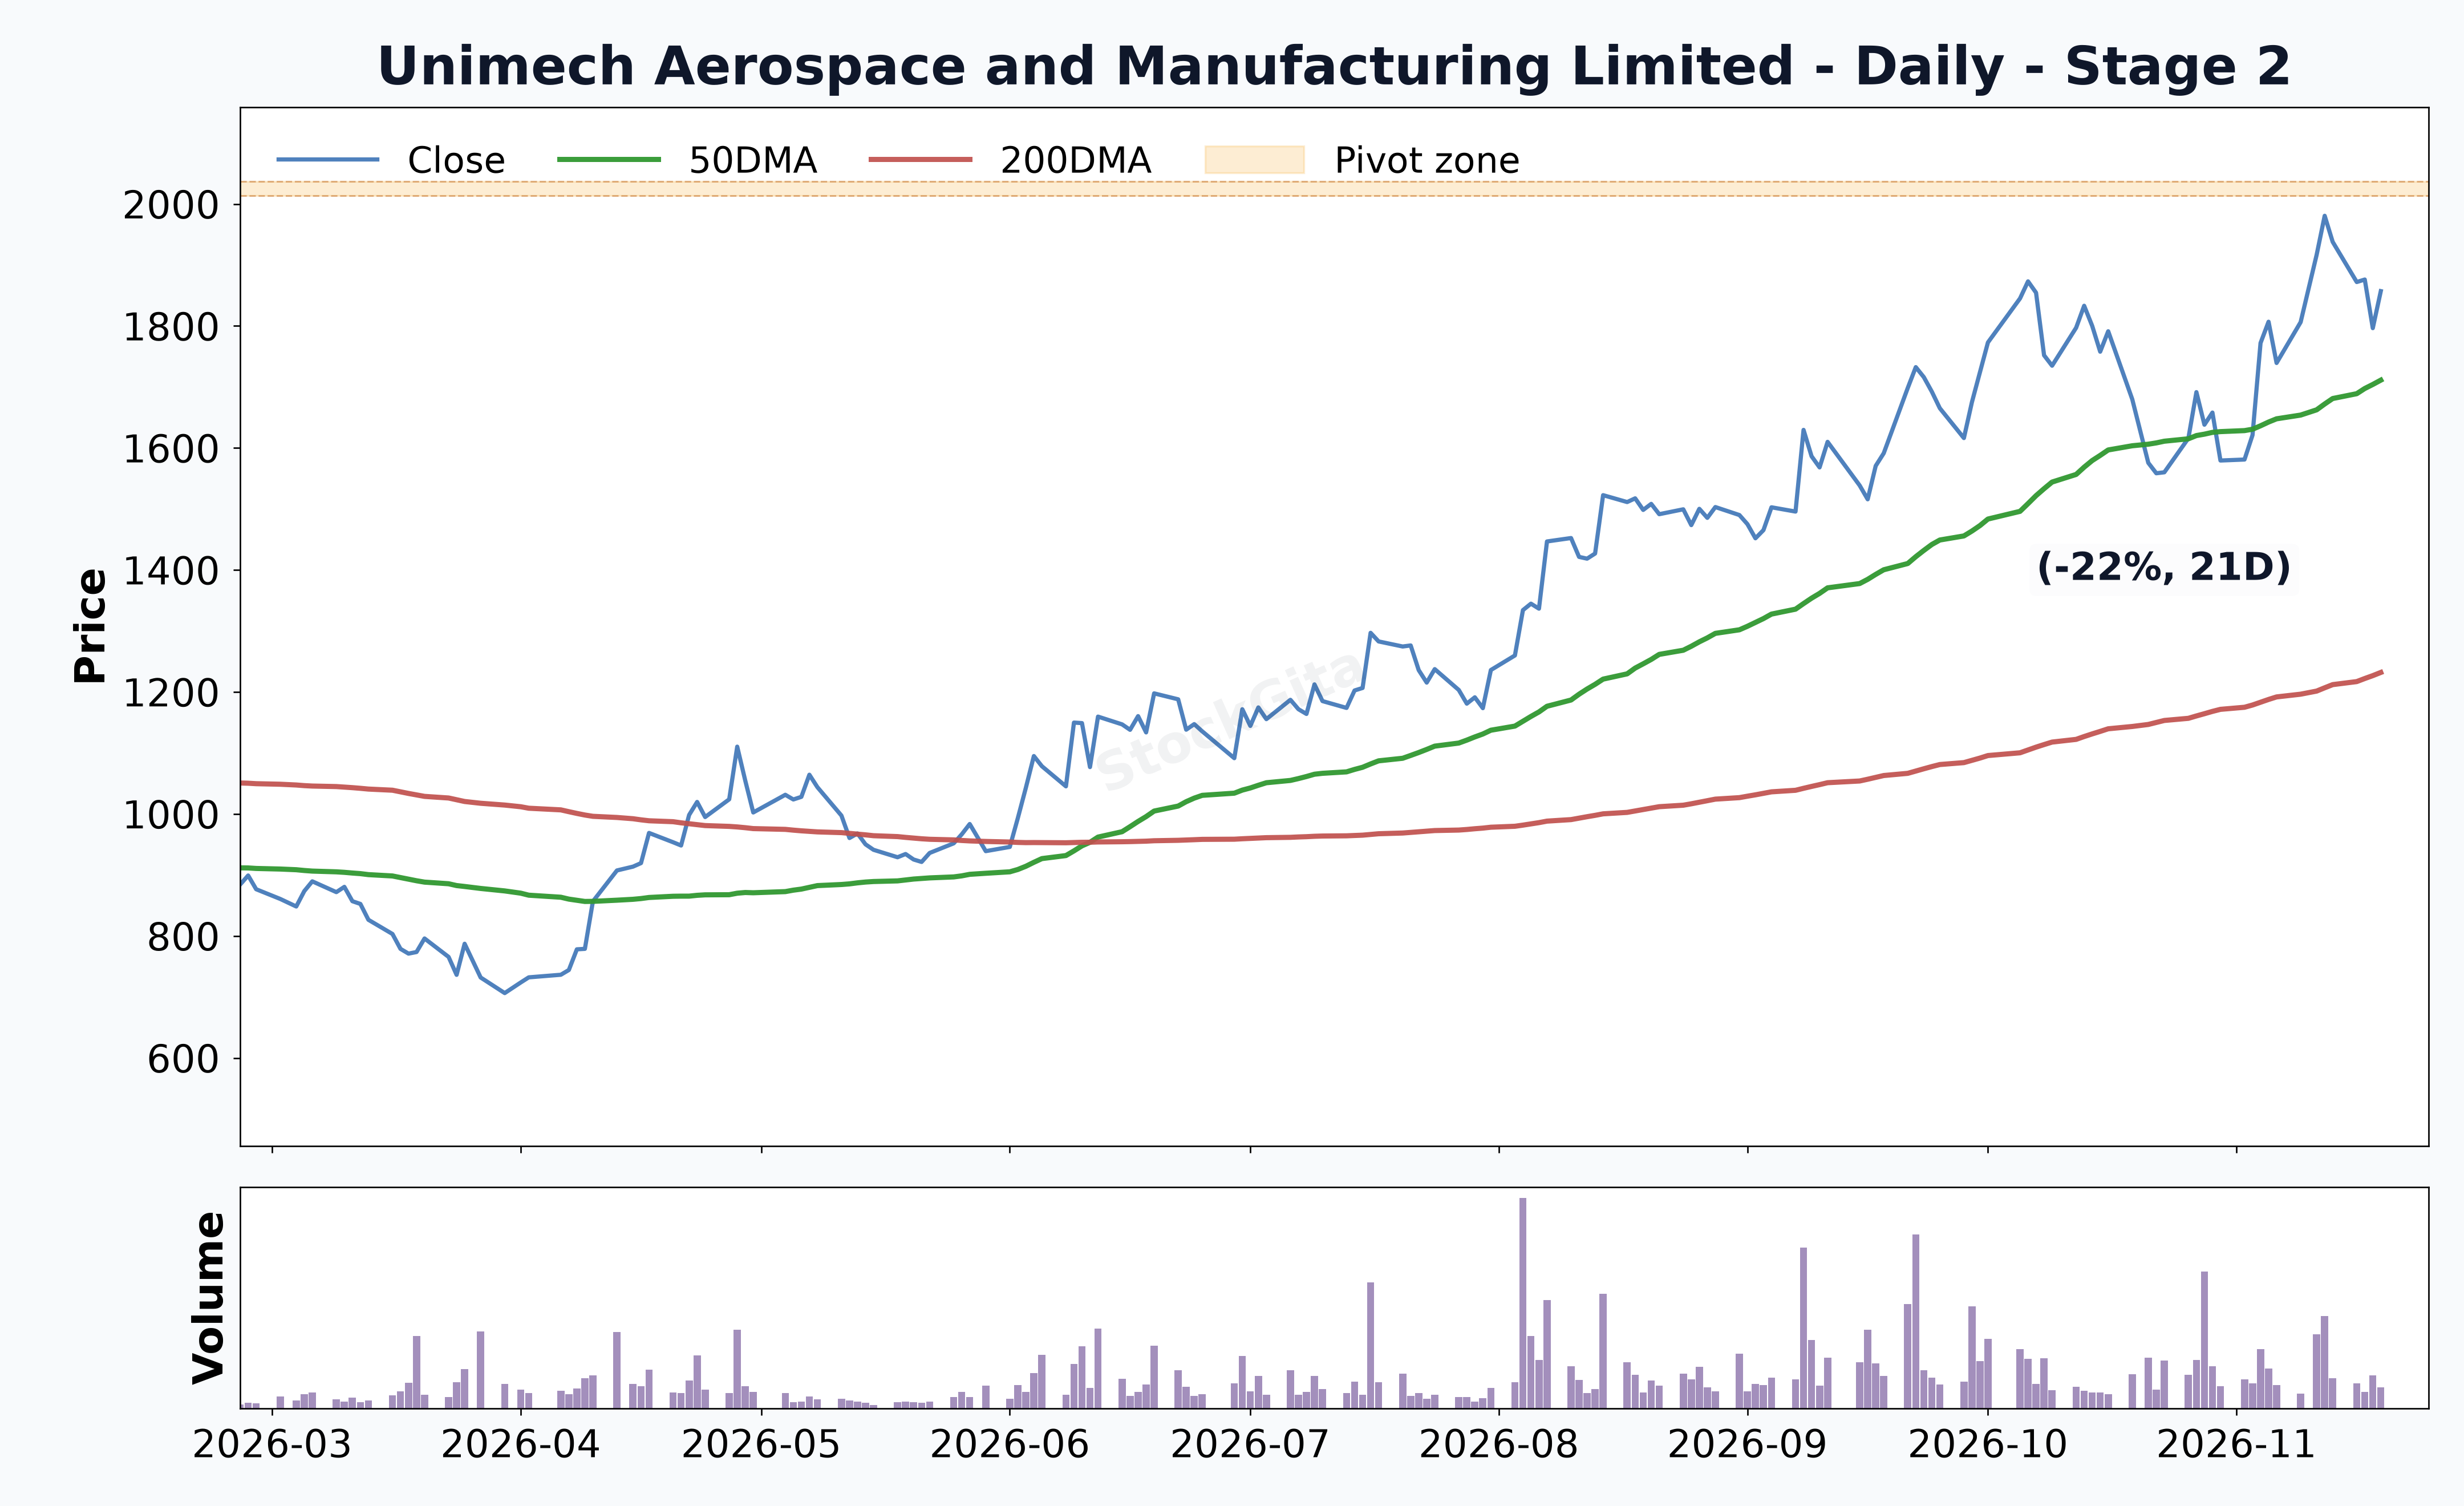 Unimech Aerospace and Manufacturing Limited - Daily - Stage 2
Close 50DMA 200DMA Pivot zone
Price
2000
1800
1600
1400
1200
1000
800
600
(-22%, 21D)
StockGita
Volume
2026-03 2026-04 2026-05 2026-06 2026-07 2026-08 2026-09 2026-10 2026-11